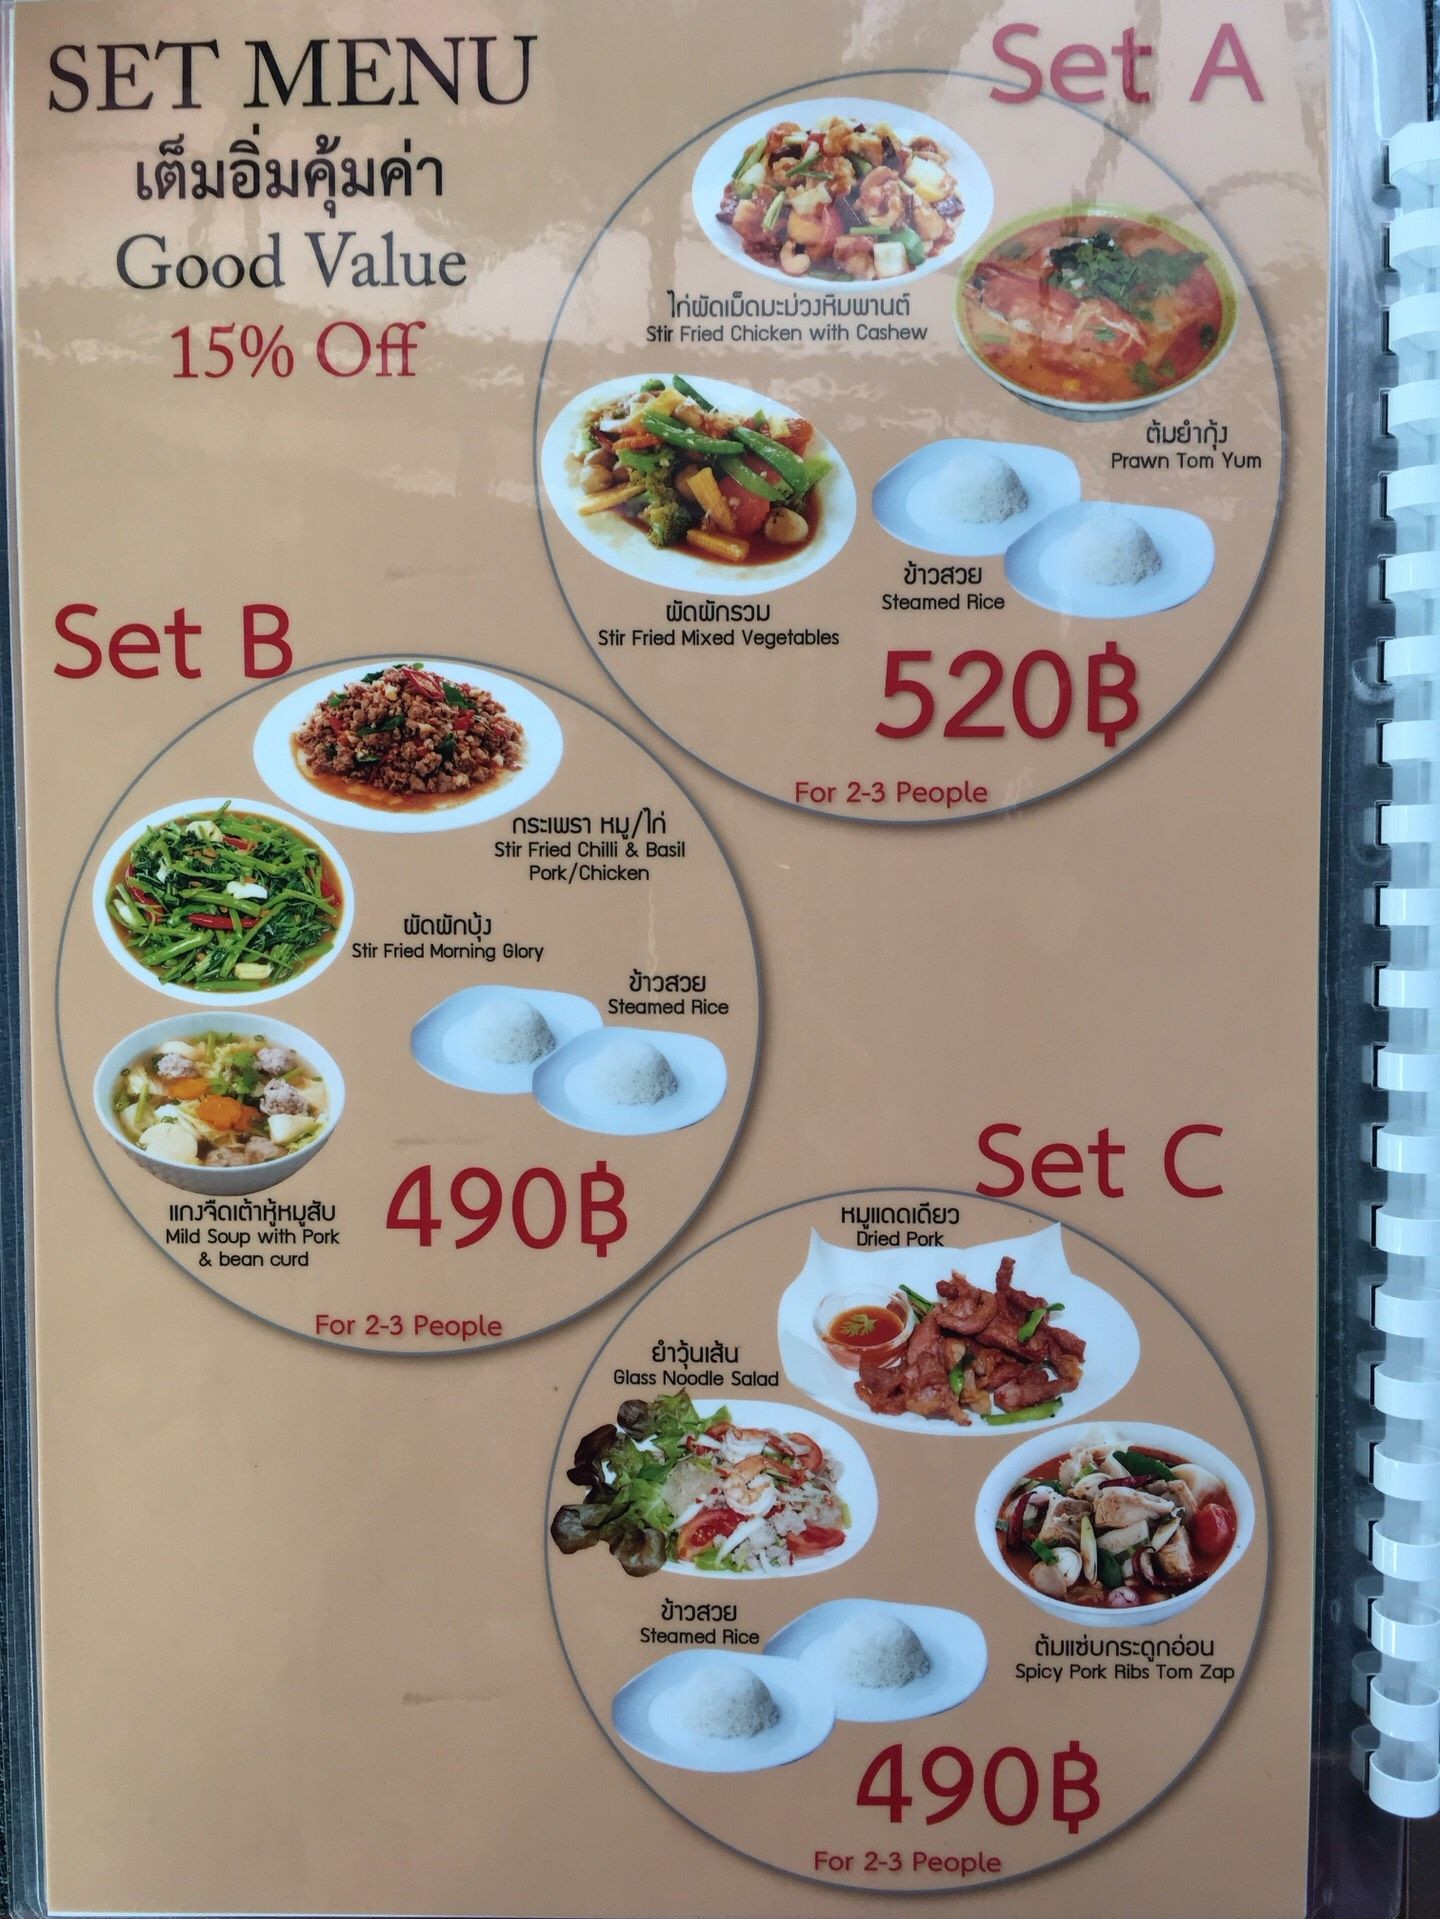 SET MENU
เต็มอิ่มคุ้มค่า
Good Value
15% Off
Set A
ไก่ผัดเม็ดมะม่วงหิมพานต์
Stir Fried Chicken with Cashew
ต้มยำกุ้ง
Prawn Tom Yum
ผัดผักรวม
Stir Fried Mixed Vegetables
ข้าวสวย
Steamed Rice
520฿
For 2-3 People
Set B
กระเพรา หมู/ไก่
Stir Fried Chilli & Basil
Pork/Chicken
ผัดผักบุ้ง
Stir Fried Morning Glory
ข้าวสวย
Steamed Rice
แกงจืดเต้าหู้หมูสับ
Mild Soup with Pork
& bean curd
490฿
For 2-3 People
Set C
หมูแดดเดียว
Dried Pork
ยำวุ้นเส้น
Glass Noodle Salad
ข้าวสวย
Steamed Rice
ต้มแซ่บกระดูกอ่อน
Spicy Pork Ribs Tom Zap
490฿
For 2-3 People